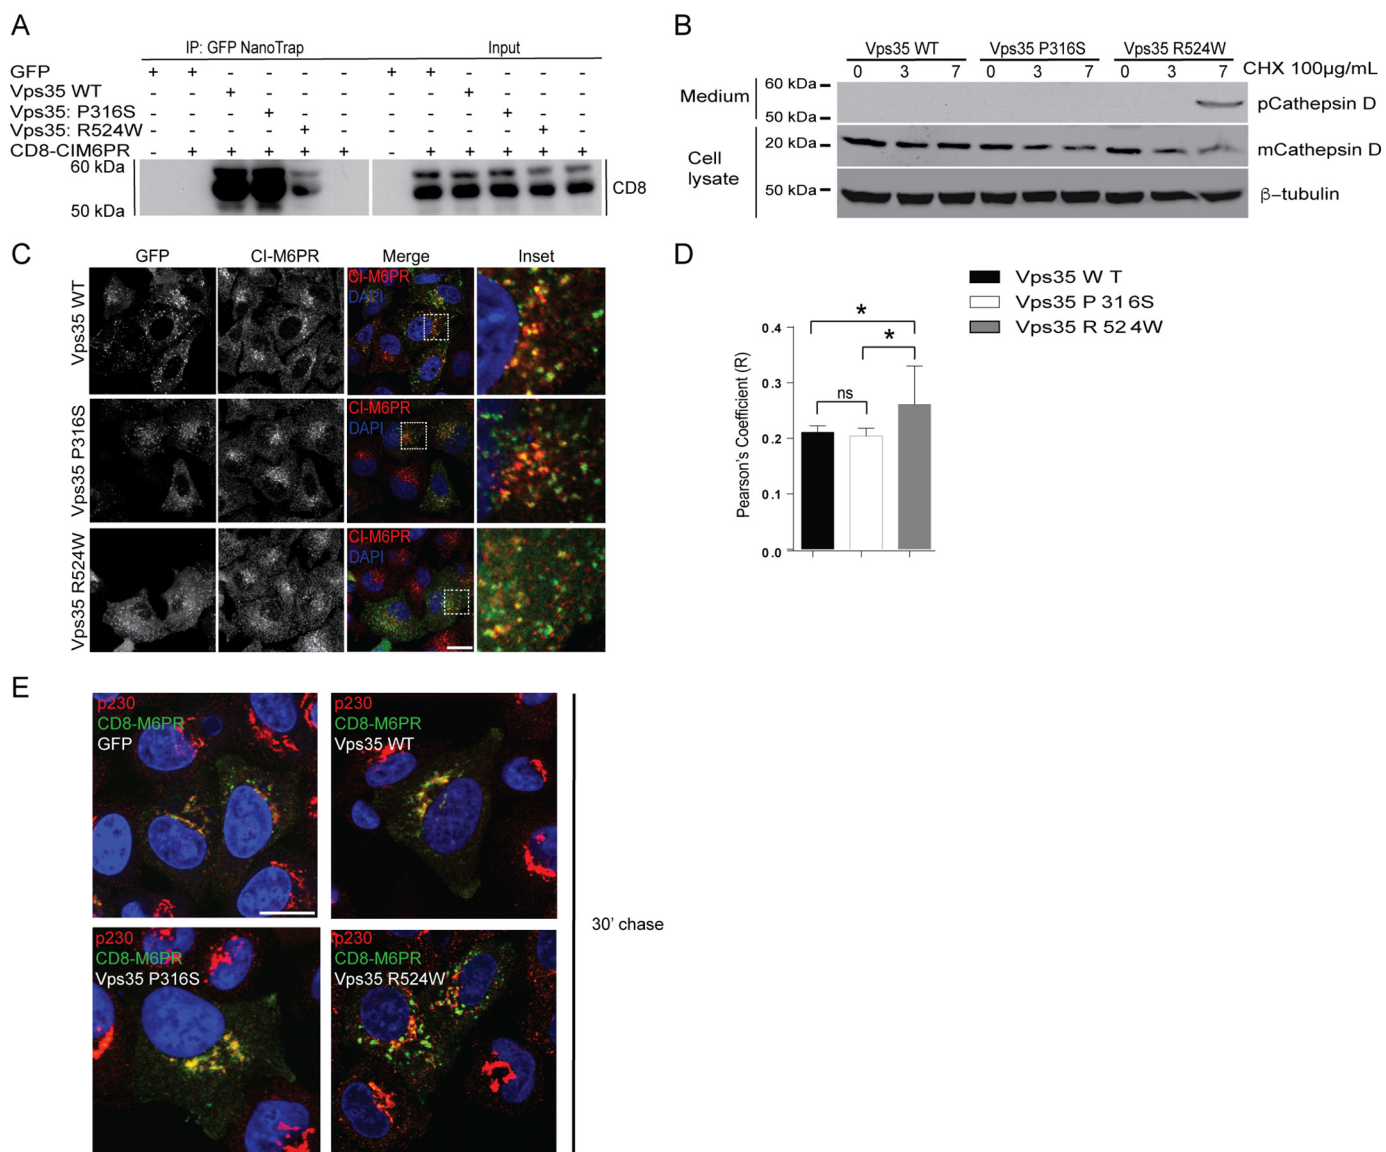 A
IP: GFP NanoTrap Input
GFP + + - - - - + + - - - -
Vps35 WT - - + - - - - - + - - -
Vps35: P316S - - - + - - - - - + - -
Vps35: R524W - - - - + - - - - - + -
CD8-CIM6PR - + + + + + - + + + + +
60 kDa
CD8
50 kDa
B
Vps35 WT Vps35 P316S Vps35 R524W
0 3 7 0 3 7 0 3 7 CHX 100µg/mL
Medium
60 kDa
pCathepsin D
50 kDa
Cell
lysate
20 kDa
mCathepsin D
50 kDa
β-tubulin
C
GFP CI-M6PR Merge Inset
Vps35 WT
CI-M6PR
DAPI
Vps35 P316S
CI-M6PR
DAPI
Vps35 R524W
CI-M6PR
DAPI
D
Vps35 W T
Vps35 P 31 6S
Vps35 R 52 4W
Pearson's Coefficient (R)
0.4
0.3
0.2
0.1
0.0
*
*
ns
E
p230
CD8-M6PR
GFP
p230
CD8-M6PR
Vps35 WT
p230
CD8-M6PR
Vps35 P316S
p230
CD8-M6PR
Vps35 R524W
30' chase